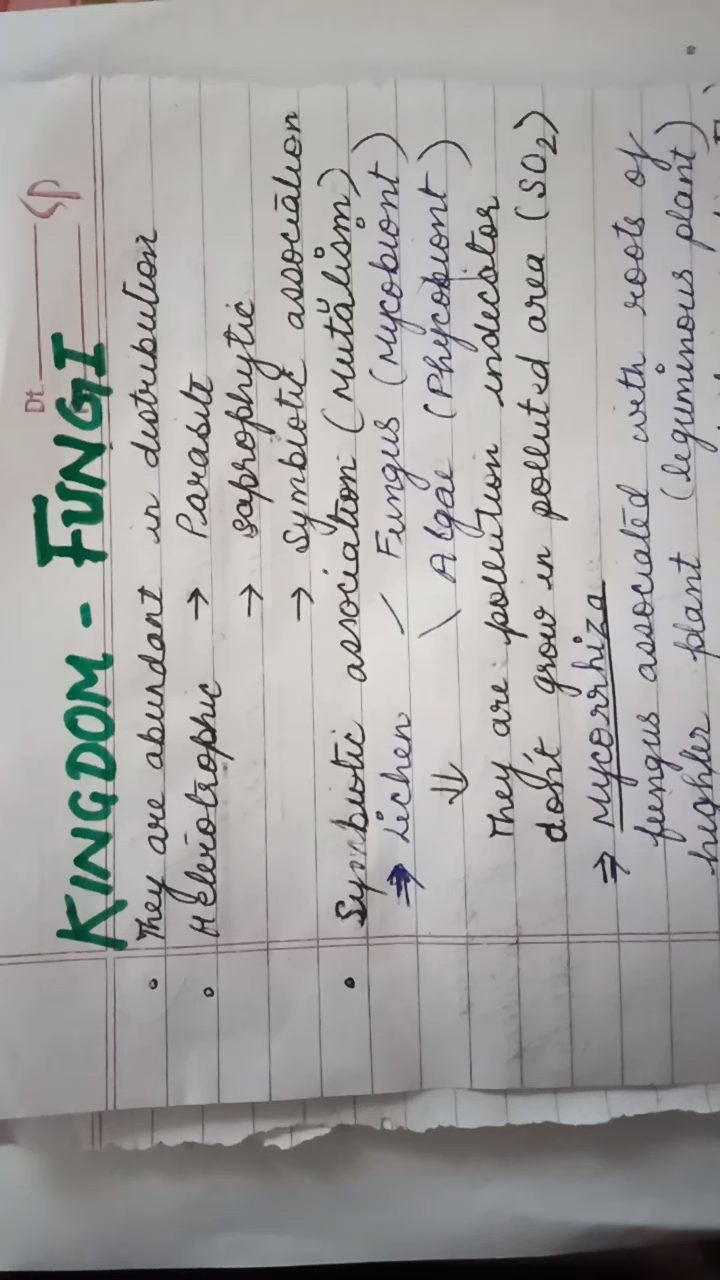 Dt.
Sp
KINGDOM - FUNGI
• They are abundant in distribution
• Heterotrophic → Parasite
→ saprophytic
→ Symbiotic association
• Symbiotic association (Mutalism)
⇒ Lichen / Fungus (Mycobiont)
\ Algae (Phycobiont)
⇓
They are pollution indicator
don't grow in polluted area (SO2)
⇒ Mycorrhiza
fungus associated with roots of
higher plant (leguminous plant)